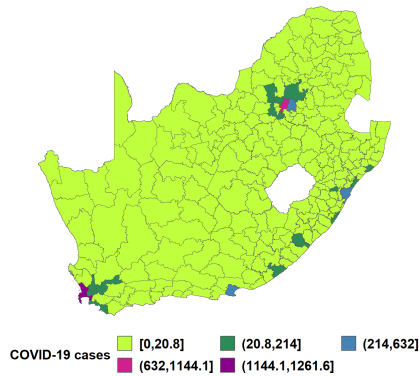 [0,20.8] (20.8,214] (214,632]
COVID-19 cases
(632,1144.1] (1144.1,1261.6]